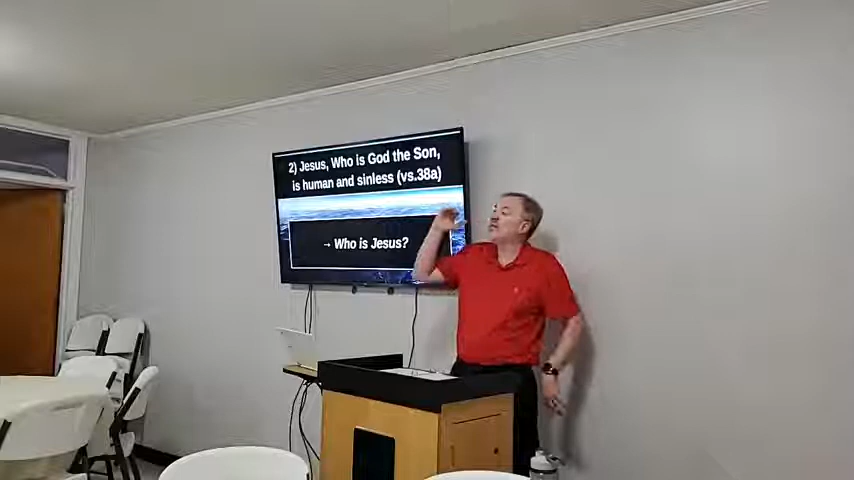 2) Jesus, Who is God the Son,
is human and sinless (vs.38a)
→ Who is Jesus?